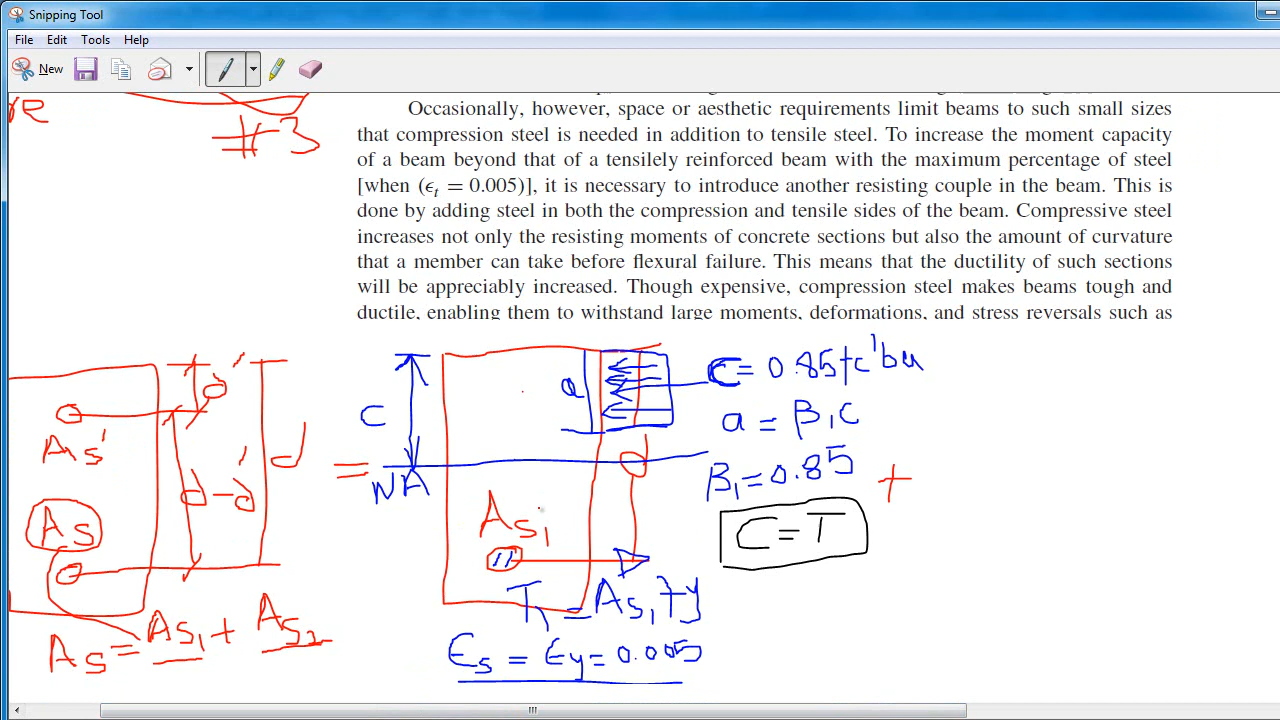 Snipping Tool
File Edit Tools Help
New
re
#3
Occasionally, however, space or aesthetic requirements limit beams to such small sizes
that compression steel is needed in addition to tensile steel. To increase the moment capacity
of a beam beyond that of a tensilely reinforced beam with the maximum percentage of steel
[when (ϵt = 0.005)], it is necessary to introduce another resisting couple in the beam. This is
done by adding steel in both the compression and tensile sides of the beam. Compressive steel
increases not only the resisting moments of concrete sections but also the amount of curvature
that a member can take before flexural failure. This means that the ductility of such sections
will be appreciably increased. Though expensive, compression steel makes beams tough and
ductile, enabling them to withstand large moments, deformations, and stress reversals such as
d'
As'
d
d-d'
As
As = As1 + As2
=
C
NA
a
As1
T1 = As1 fy
Es = Ey = 0.005
C = 0.85fc'ba
a = β1c
β1 = 0.85
C = T
+